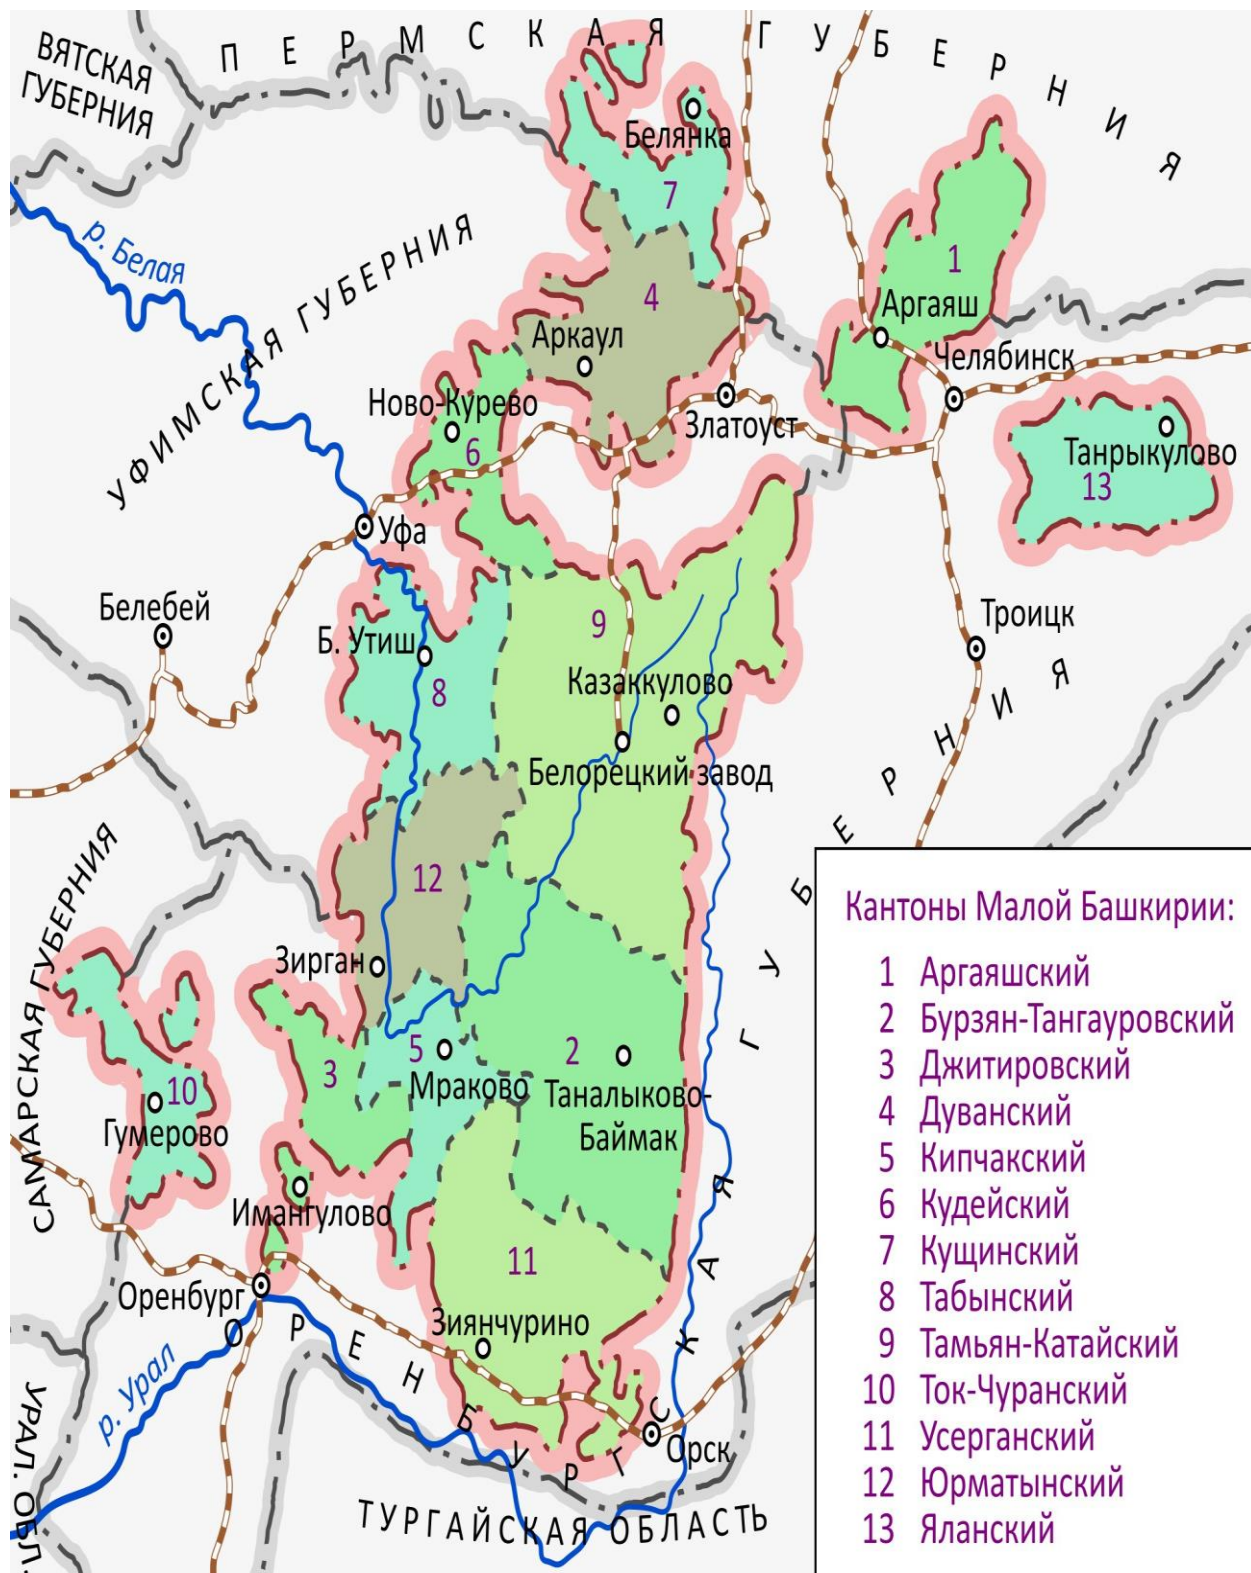 ПЕРМСКАЯ ГУБЕРНИЯ
ВЯТСКАЯ
ГУБЕРНИЯ
Белянка
7
р. Белая
УФИМСКАЯ ГУБЕРНИЯ
1
4
Аргаяш
Аркаул
Челябинск
Ново-Курево
Златоуст
6
Танрыкулово
13
Уфа
Белебей
9
Троицк
Б. Утиш
8
Казаккулово
Белорецкий завод
12
САМАРСКАЯ ГУБЕРНИЯ
Зирган
5
2
3
Мраково
Таналыково-
Баймак
10
Гумерово
Имангулово
11
Оренбург
Зиянчурино
р. Урал
ОРЕНБУРГСКАЯ ГУБЕРНИЯ
Орск
УРАЛ. ОБЛ.
ТУРГАЙСКАЯ ОБЛАСТЬ
Кантоны Малой Башкирии:
1 Аргаяшский
2 Бурзян-Тангауровский
3 Джитировский
4 Дуванский
5 Кипчакский
6 Кудейский
7 Кущинский
8 Табынский
9 Тамьян-Катайский
10 Ток-Чуранский
11 Усерганский
12 Юрматынский
13 Яланский